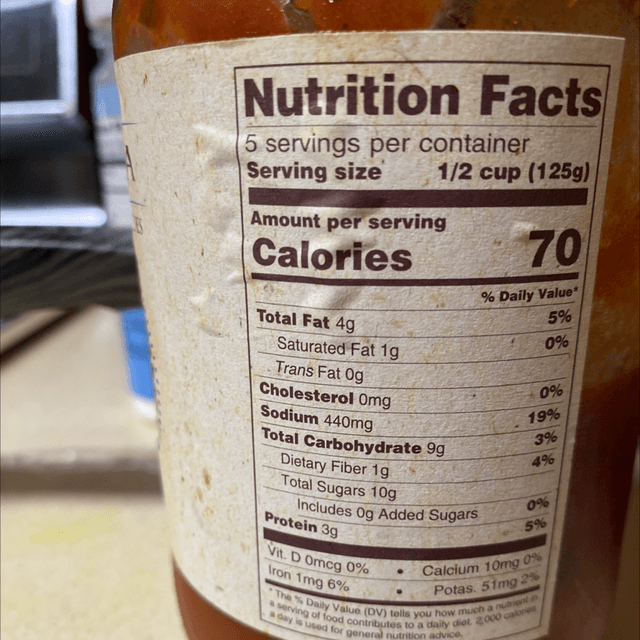 Nutrition Facts
5 servings per container
Serving size 1/2 cup (125g)
Amount per serving
Calories 70
% Daily Value*
Total Fat 4g 5%
Saturated Fat 1g 0%
Trans Fat 0g
Cholesterol 0mg 0%
Sodium 440mg 19%
Total Carbohydrate 9g 3%
Dietary Fiber 1g 4%
Total Sugars 10g
Includes 0g Added Sugars 0%
Protein 3g 5%
Vit. D 0mcg 0% • Calcium 10mg 0%
Iron 1mg 6% • Potas. 51mg 2%
* The % Daily Value (DV) tells you how much a nutrient in
a serving of food contributes to a daily diet. 2,000 calories
a day is used for general nutrition advice.